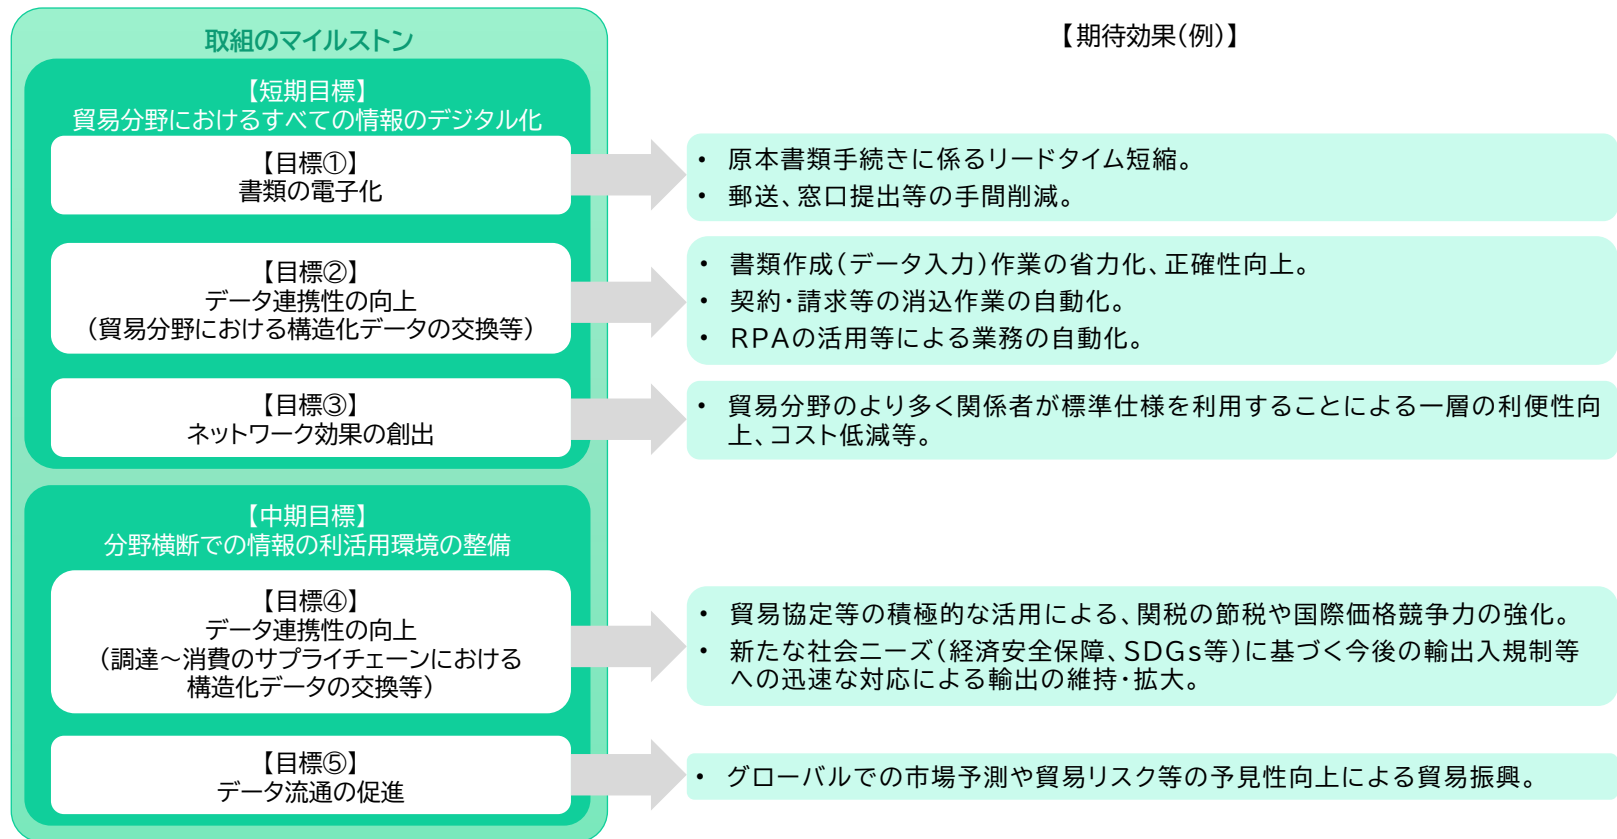 取組のマイルストン
【期待効果(例)】
【短期目標】
貿易分野におけるすべての情報のデジタル化
【目標①】
書類の電子化
• 原本書類手続きに係るリードタイム短縮。
• 郵送、窓口提出等の手間削減。
【目標②】
データ連携性の向上
（貿易分野における構造化データの交換等）
• 書類作成(データ入力)作業の省力化、正確性向上。
• 契約・請求等の消込作業の自動化。
• RPAの活用等による業務の自動化。
【目標③】
ネットワーク効果の創出
• 貿易分野のより多く関係者が標準仕様を利用することによる一層の利便性向
上、コスト低減等。
【中期目標】
分野横断での情報の利活用環境の整備
【目標④】
データ連携性の向上
（調達～消費のサプライチェーンにおける
構造化データの交換等）
• 貿易協定等の積極的な活用による、関税の節税や国際価格競争力の強化。
• 新たな社会ニーズ(経済安全保障、SDGs等)に基づく今後の輸出入規制等
への迅速な対応による輸出の維持・拡大。
【目標⑤】
データ流通の促進
• グローバルでの市場予測や貿易リスク等の予見性向上による貿易振興。